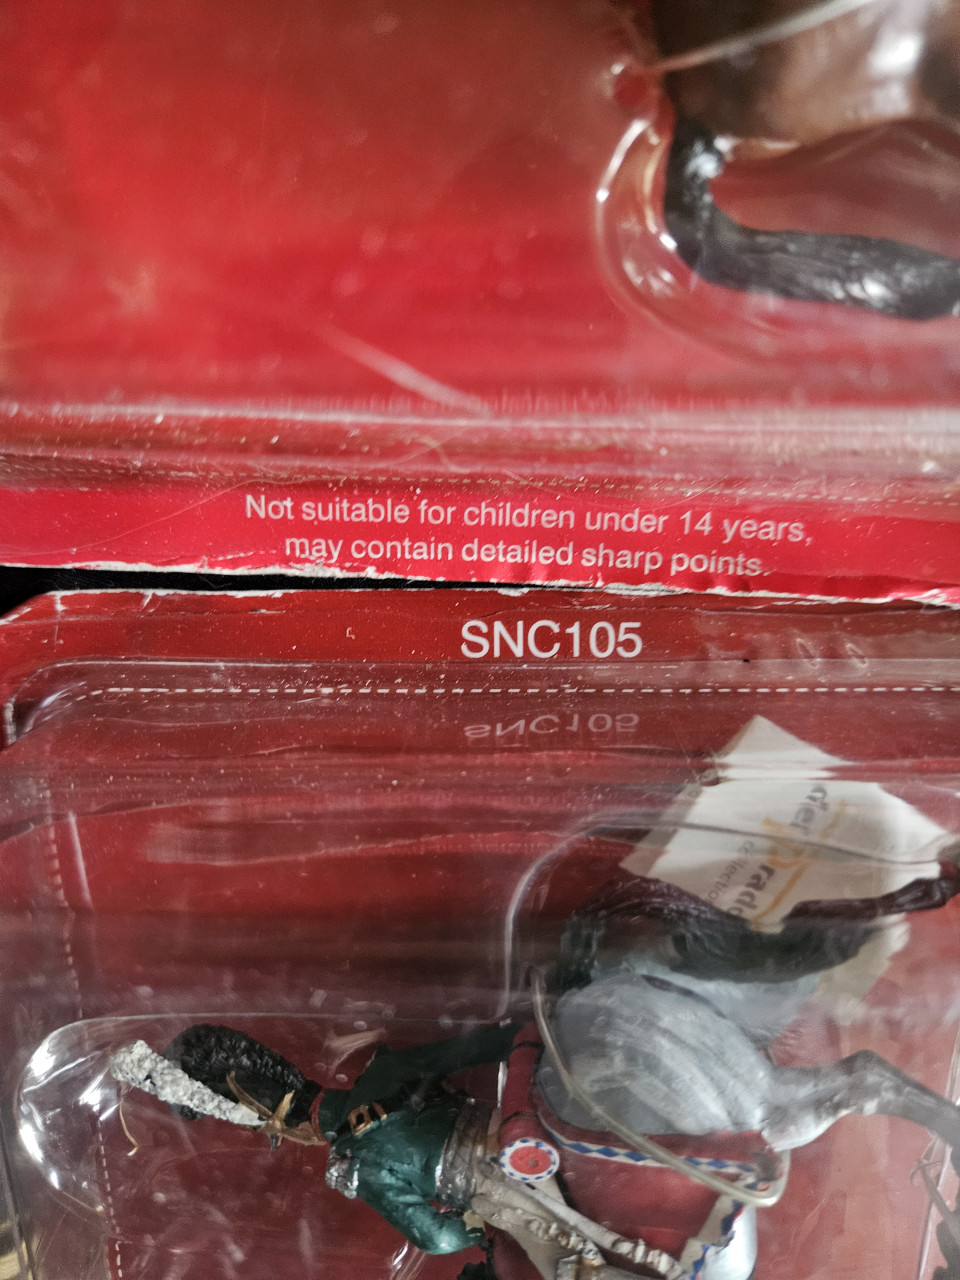 Not suitable for children under 14 years,
may contain detailed sharp points.
SNC105